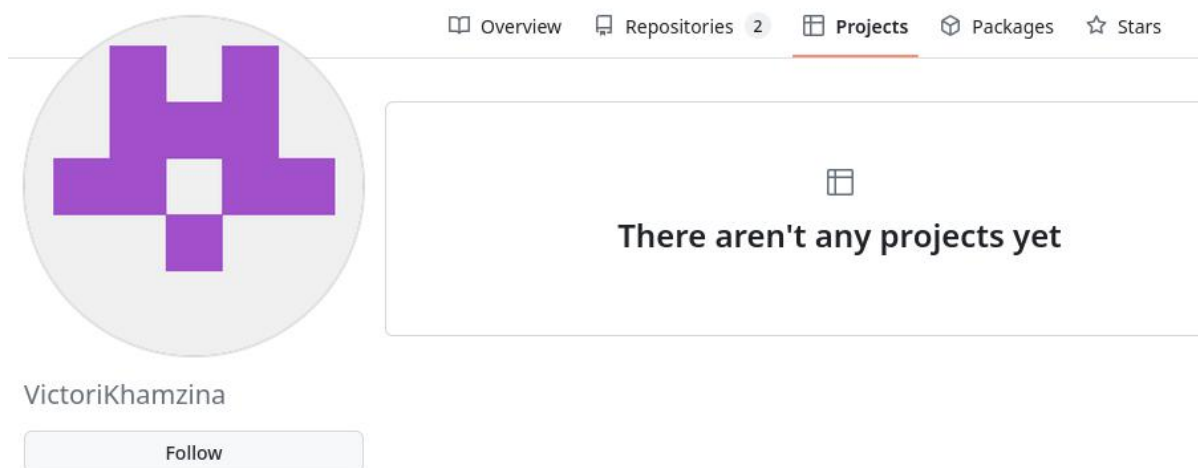 Overview Repositories 2 Projects Packages Stars
There aren't any projects yet
VictoriKhamzina
Follow